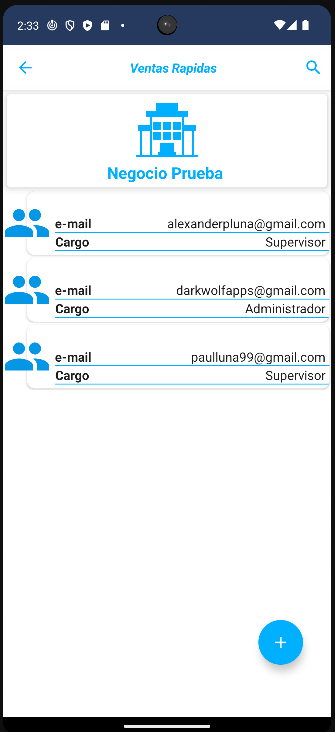 2:33
Ventas Rapidas
Negocio Prueba
e-mail alexanderpluna@gmail.com
Cargo Supervisor
e-mail darkwolfapps@gmail.com
Cargo Administrador
e-mail paulluna99@gmail.com
Cargo Supervisor